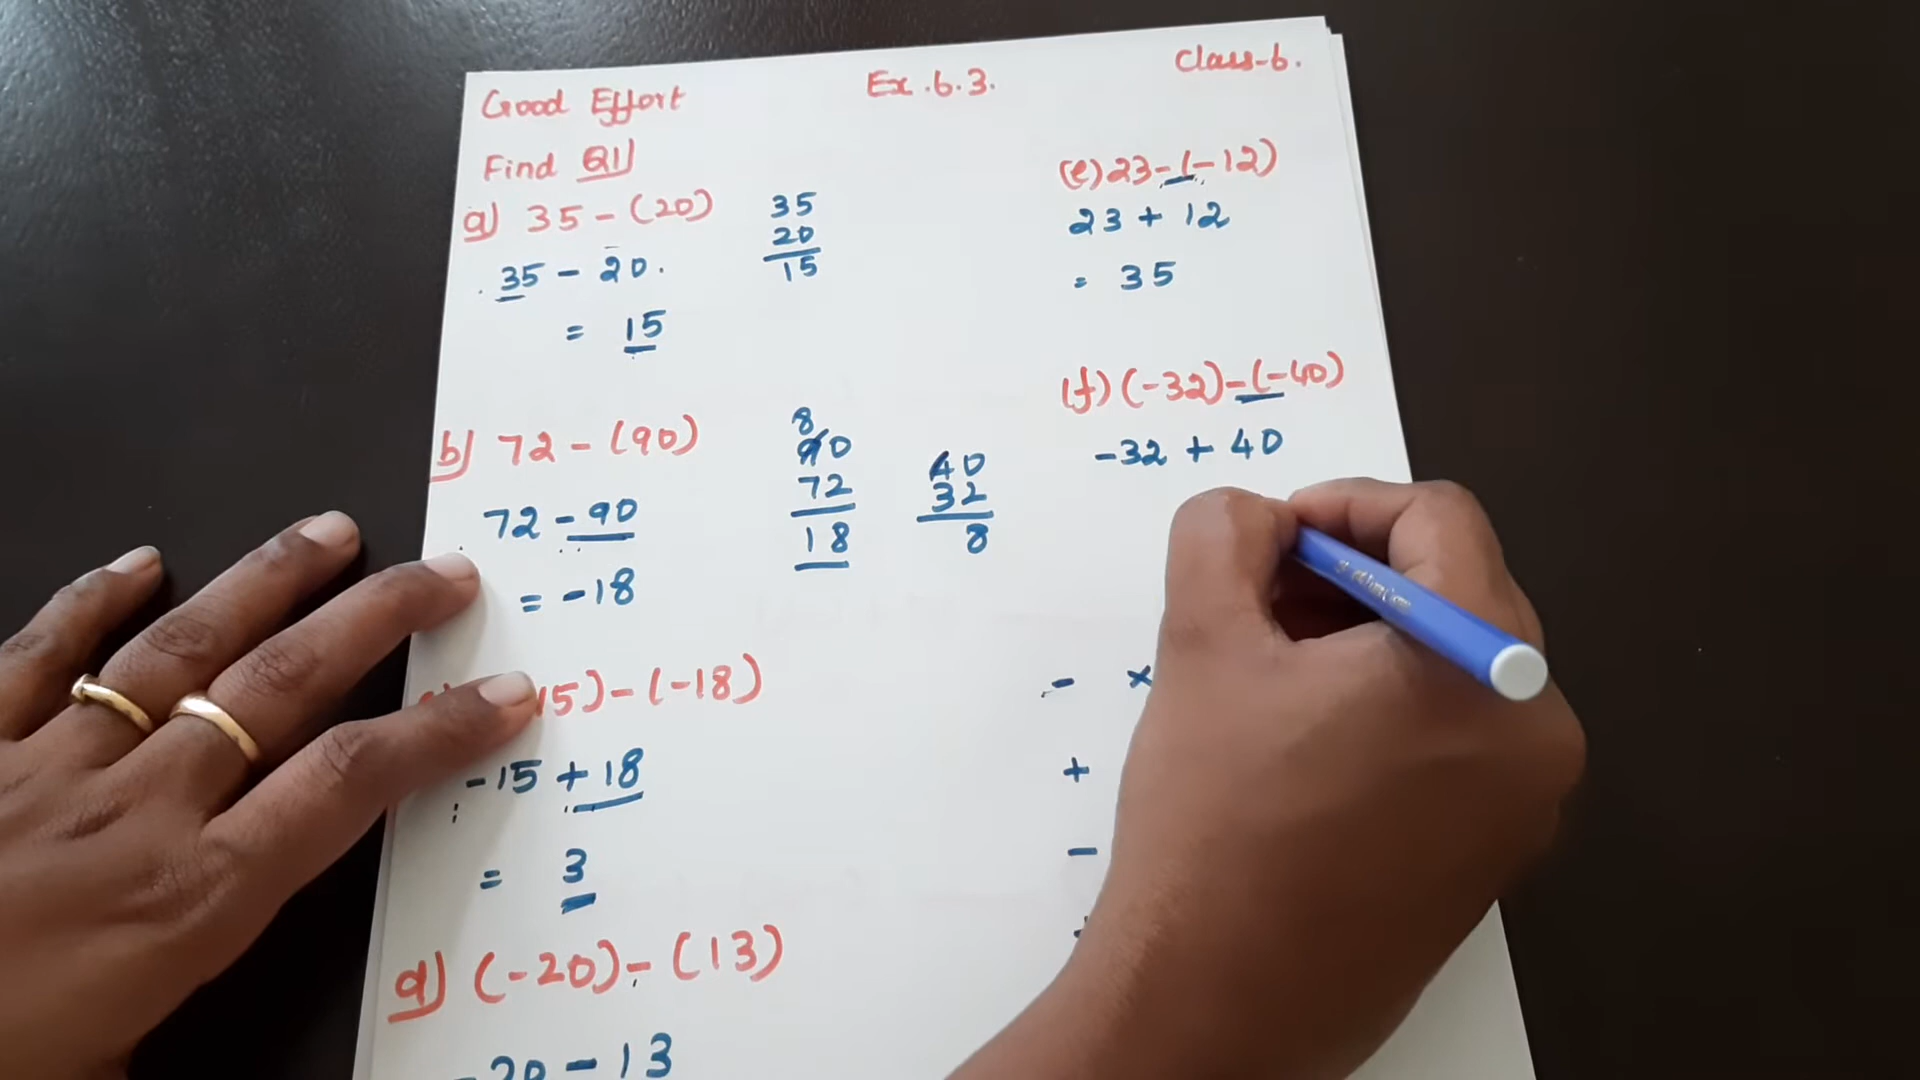 Good Effort Ex.6.3. Class-6.
Find Q1
a) 35 - (20)
35 - 20.
= 15
35
20
15
b) 72 - (90)
72 - 90
= -18
8
90
72
18
40
32
8
15) - (-18)
-15 + 18
= 3
d) (-20) - (13)
-20 - 13
(e) 23 - (-12)
23 + 12
= 35
(f) (-32) - (-40)
-32 + 40
- ×
+
-
+